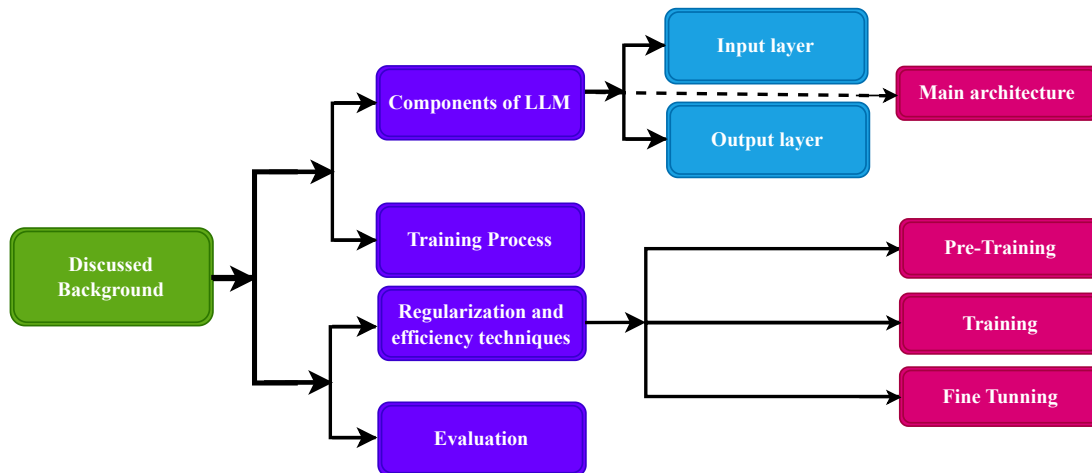 Discussed
Background
Components of LLM
Input layer
Main architecture
Output layer
Training Process
Regularization and
efficiency techniques
Pre-Training
Training
Fine Tunning
Evaluation